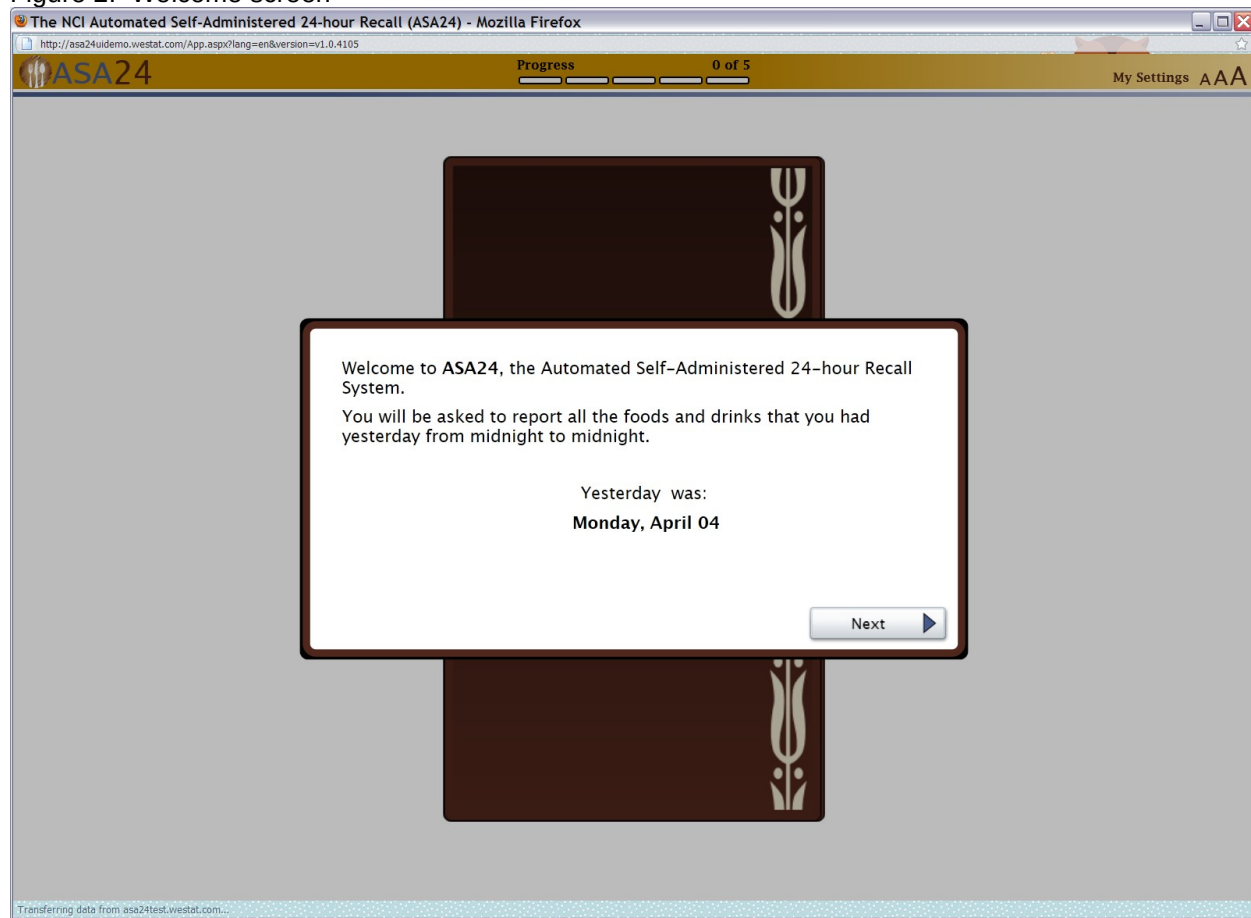 Figure 2. Welcome screen
The NCI Automated Self-Administered 24-hour Recall (ASA24) - Mozilla Firefox
http://asa24uidemo.westat.com/App.aspx?lang=en&version=v1.0.4105
ASA24
Progress 0 of 5
My Settings A A A
Welcome to ASA24, the Automated Self-Administered 24-hour Recall
System.
You will be asked to report all the foods and drinks that you had
yesterday from midnight to midnight.
Yesterday was:
Monday, April 04
Next
Transferring data from asa24test.westat.com...